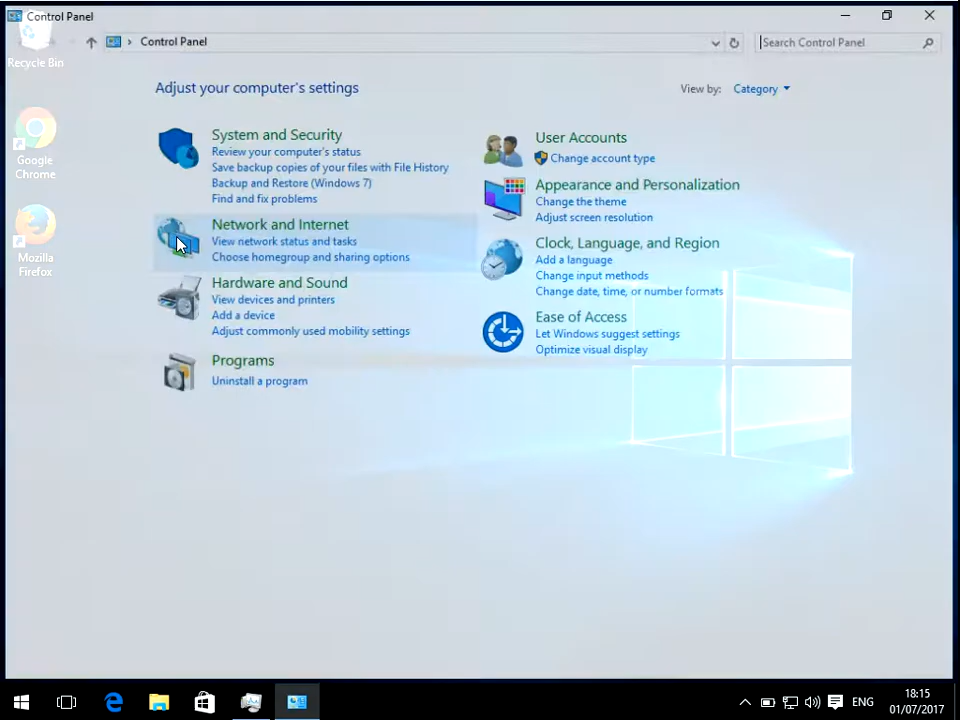 Control Panel
Control Panel
Search Control Panel
Recycle Bin
Google
Chrome
Mozilla
Firefox
Adjust your computer's settings
View by: Category
System and Security
Review your computer's status
Save backup copies of your files with File History
Backup and Restore (Windows 7)
Find and fix problems
Network and Internet
View network status and tasks
Choose homegroup and sharing options
Hardware and Sound
View devices and printers
Add a device
Adjust commonly used mobility settings
Programs
Uninstall a program
User Accounts
Change account type
Appearance and Personalization
Change the theme
Adjust screen resolution
Clock, Language, and Region
Add a language
Change input methods
Change date, time, or number formats
Ease of Access
Let Windows suggest settings
Optimize visual display
ENG
18:15
01/07/2017